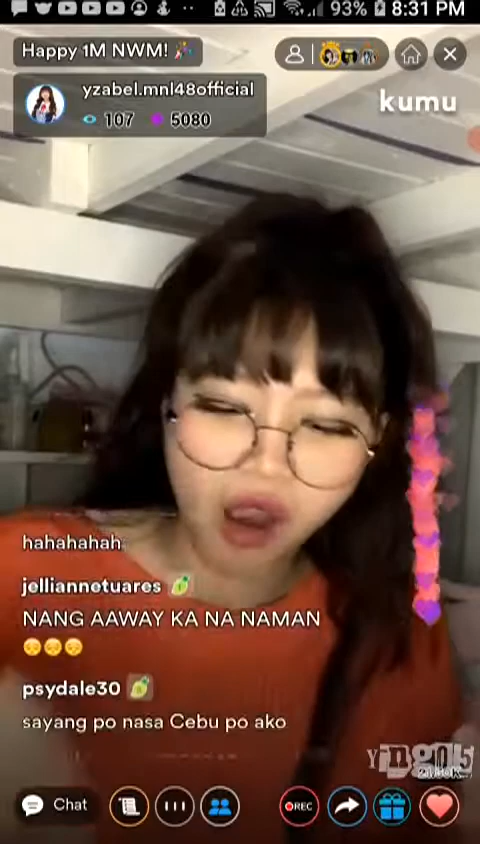 93% 8:31 PM
Happy 1M NWM! 🎉
yzabel.mnl48official
107 5080
kumu
hahahahah
jelliannetuares
NANG AAWAY KA NA NAMAN
😔😔😔
psydale30
sayang po nasa Cebu po ako
Yingo15
Chat
REC